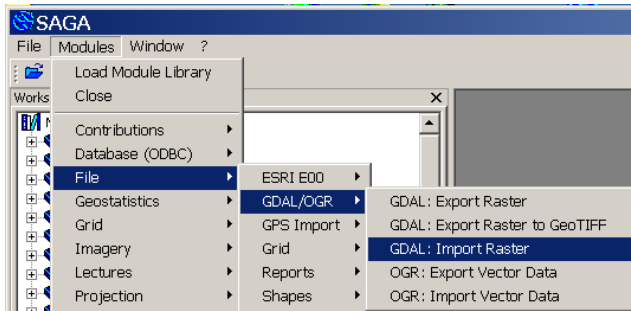 SAGA
File Modules Window ?
Load Module Library
Works
Close
Contributions
Database (ODBC)
File
ESRI E00
Geostatistics
GDAL/OGR
GDAL: Export Raster
Grid
GPS Import
GDAL: Export Raster to GeoTIFF
Imagery
Grid
GDAL: Import Raster
Lectures
Reports
OGR: Export Vector Data
Projection
Shapes
OGR: Import Vector Data